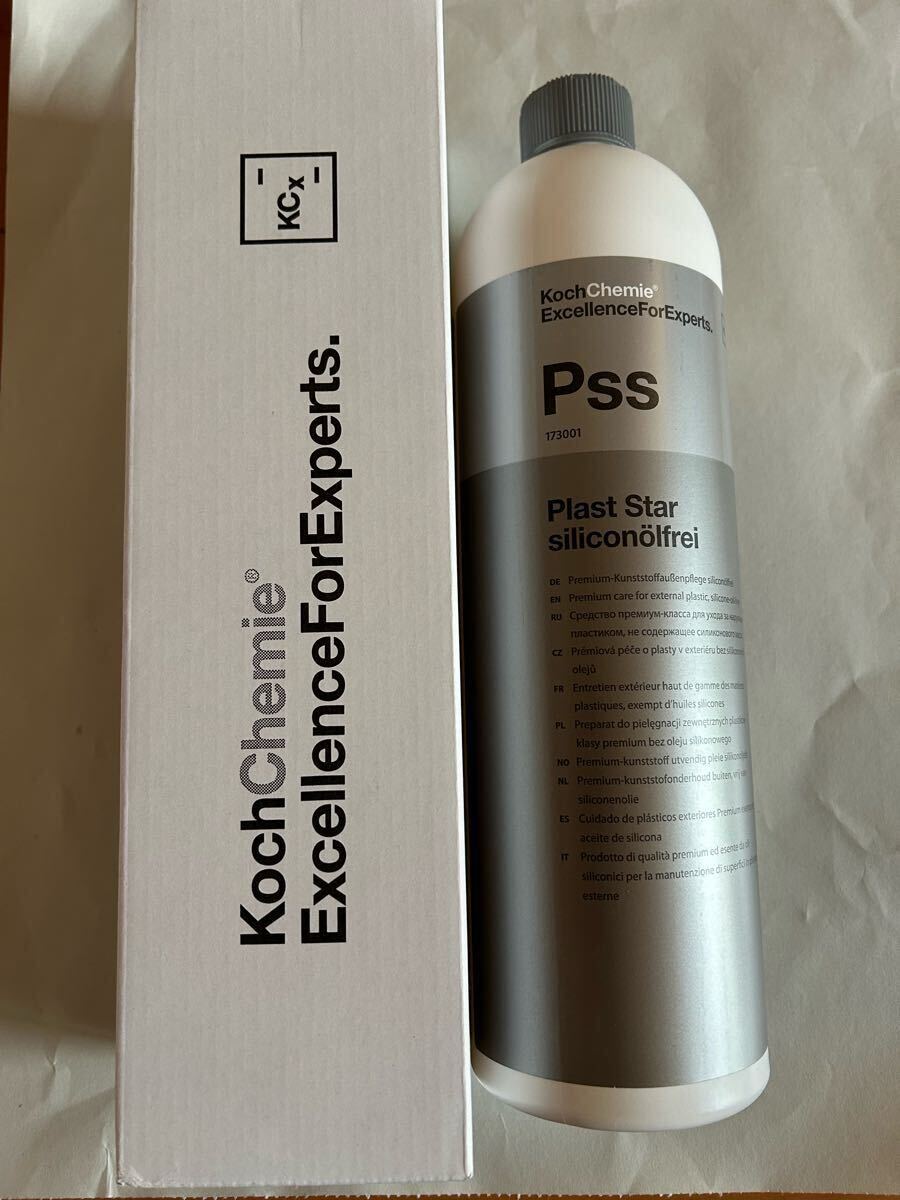 KCx
KochChemie®
ExcellenceForExperts.
KochChemie®
ExcellenceForExperts.
Pss
173001
Plast Star
siliconölfrei
DE Premium-Kunststoffaußenpflege siliconölfrei
EN Premium care for external plastic,
RU Средство премиум-класса для ухода за
пластиком, не содержащее силиконового
CZ Prémiová péče o plasty v exteriéru bez
olejů
FR Entretien extérieur haut de gamme des
plastiques, exempt d'huiles silicones
PL Preparat do pielęgnacji zewnętrznych
klasy premium bez oleju silikonowego
NO Premium-kunststoff utvendig pleie
NL Premium-kunststofonderhoud buiten, vrij van
siliconenolie
ES Cuidado de plásticos exteriores Premium
aceite de silicona
IT Prodotto di qualità premium ed esente da oli
siliconici per la manutenzione di superfici in
esterne